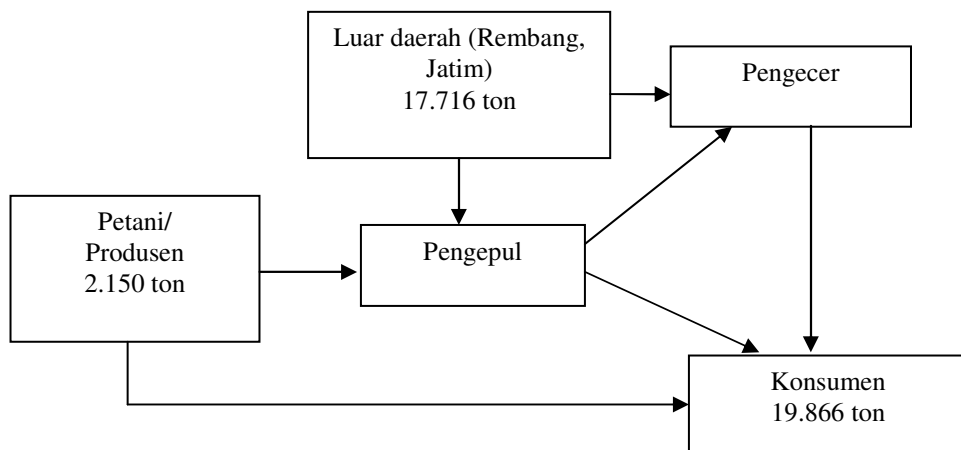 Luar daerah (Rembang,
Jatim)
17.716 ton
Pengecer
Petani/
Produsen
2.150 ton
Pengepul
Konsumen
19.866 ton